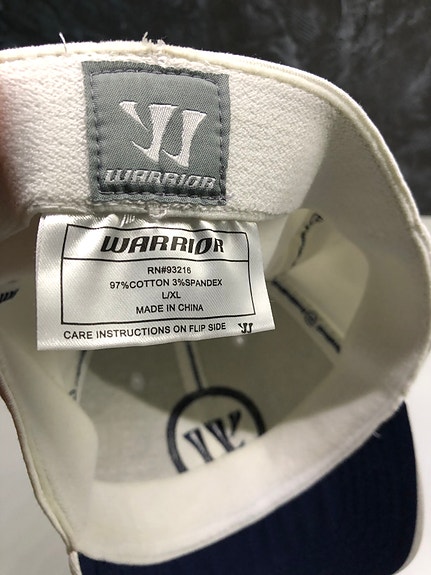 WARRIOR
WARRIOR
RN#93216
97%COTTON 3%SPANDEX
L/XL
MADE IN CHINA
CARE INSTRUCTIONS ON FLIP SIDE